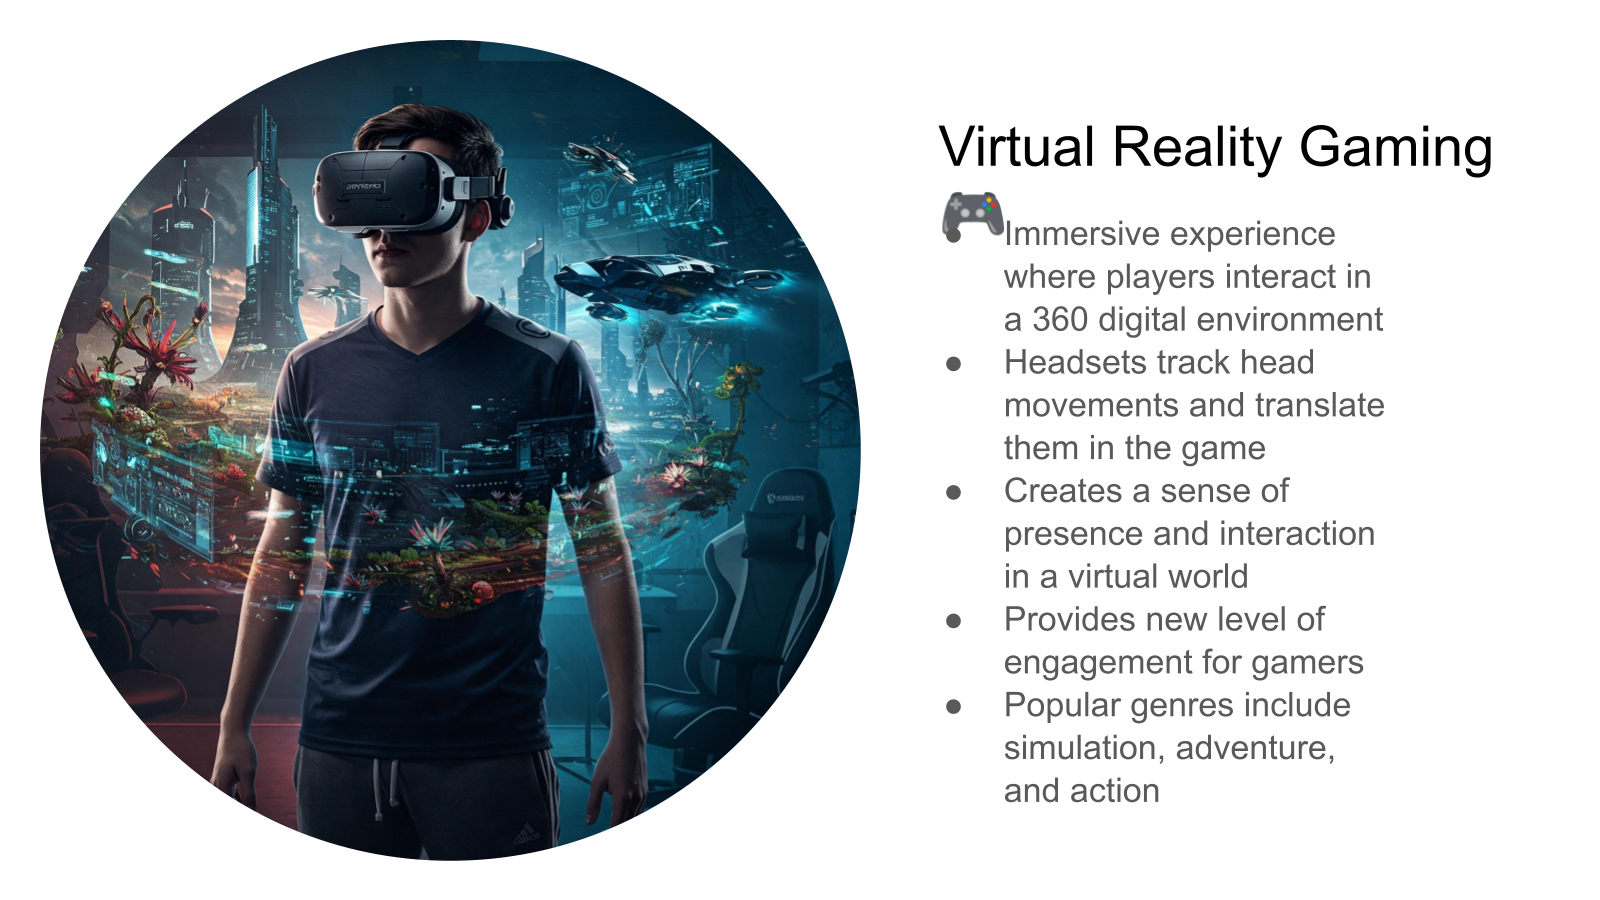 Virtual Reality Gaming
🎮
● Immersive experience
where players interact in
a 360 digital environment
● Headsets track head
movements and translate
them in the game
● Creates a sense of
presence and interaction
in a virtual world
● Provides new level of
engagement for gamers
● Popular genres include
simulation, adventure,
and action